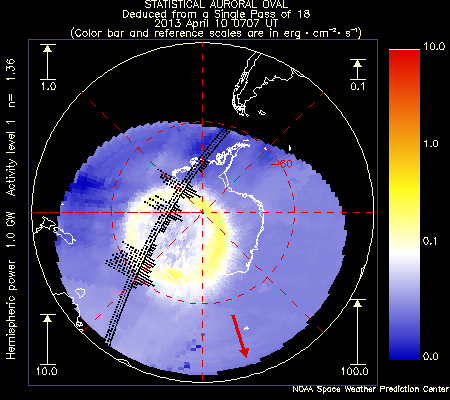 STATISTICAL AURORAL OVAL
Deduced from a Single Pass of 18
2013 April 10 0707 UT
(Color bar and reference scales are in erg·cm⁻²·s⁻¹)
1.0
0.1
10.0
100.0
-60
Hemispheric power 1.0 GW Activity level 1 n= 1.36
10.0
1.0
0.1
0.0
NOAA Space Weather Prediction Center